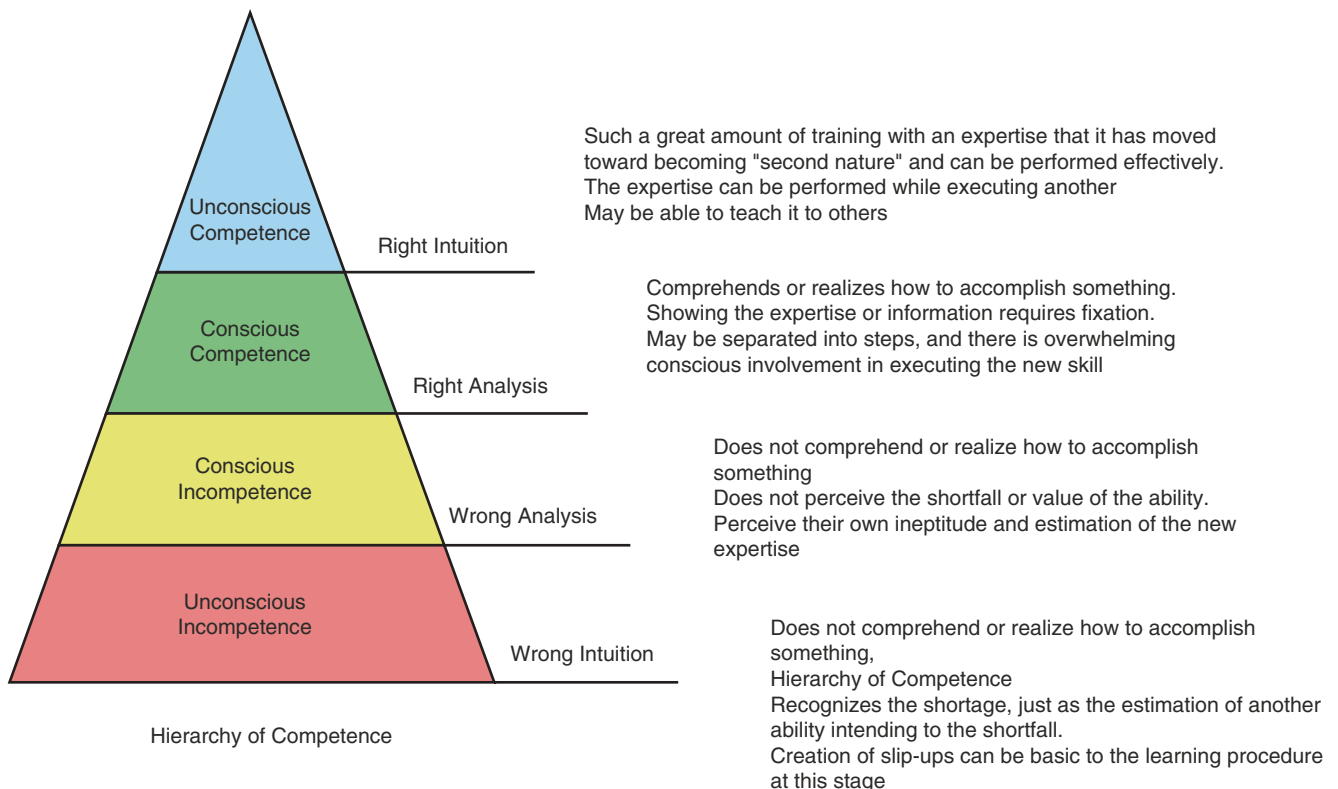 Such a great amount of training with an expertise that it has moved
toward becoming "second nature" and can be performed effectively.
The expertise can be performed while executing another
May be able to teach it to others
Unconscious
Competence
Right Intuition
Comprehends or realizes how to accomplish something.
Showing the expertise or information requires fixation.
May be separated into steps, and there is overwhelming
conscious involvement in executing the new skill
Conscious
Competence
Right Analysis
Does not comprehend or realize how to accomplish
something
Does not perceive the shortfall or value of the ability.
Perceive their own ineptitude and estimation of the new
expertise
Conscious
Incompetence
Wrong Analysis
Unconscious
Incompetence
Wrong Intuition
Does not comprehend or realize how to accomplish
something,
Hierarchy of Competence
Recognizes the shortage, just as the estimation of another
ability intending to the shortfall.
Creation of slip-ups can be basic to the learning procedure
at this stage
Hierarchy of Competence